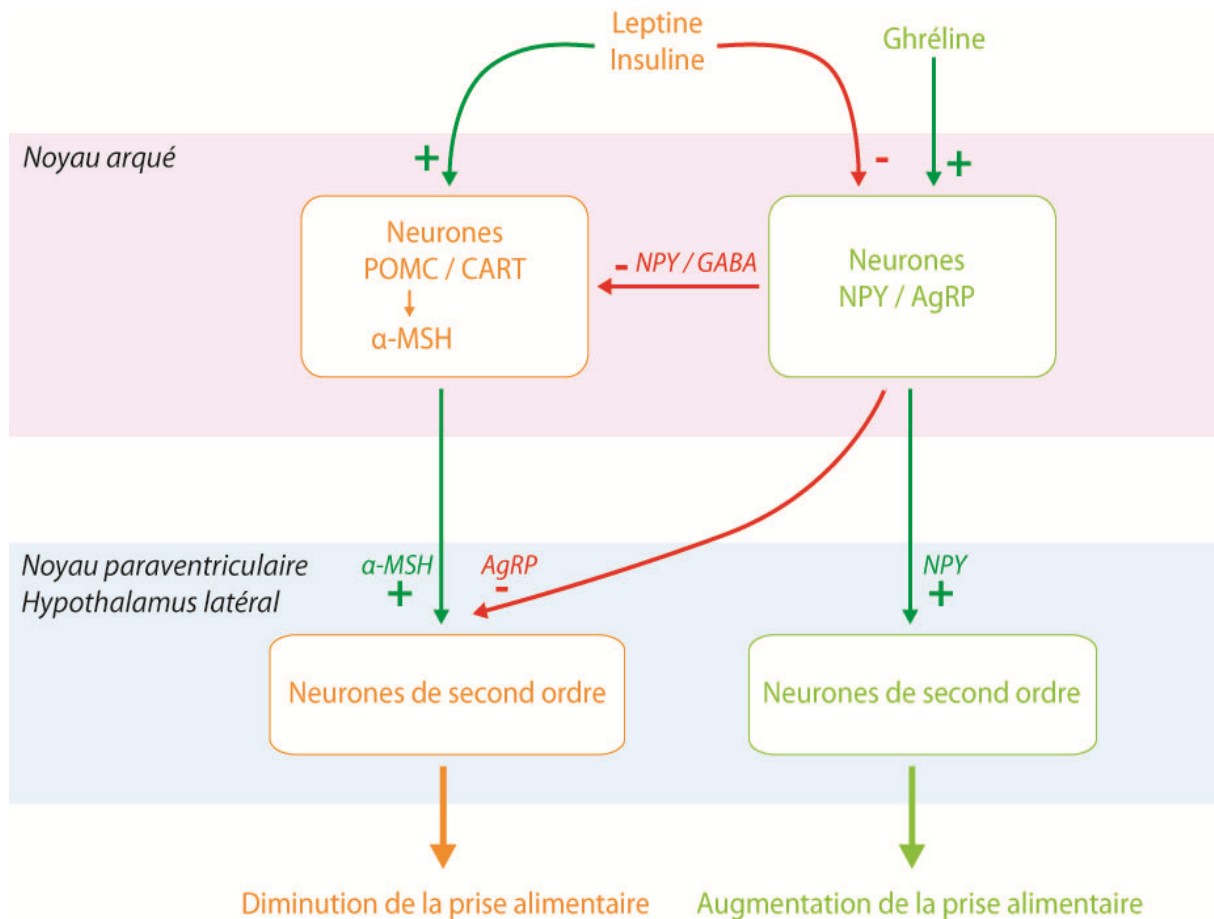 Leptine
Insuline
Ghréline
Noyau arqué
+
-
+
Neurones
POMC / CART
α-MSH
- NPY / GABA
Neurones
NPY / AgRP
Noyau paraventriculaire
Hypothalamus latéral
α-MSH
+
AgRP
-
NPY
+
Neurones de second ordre
Neurones de second ordre
Diminution de la prise alimentaire
Augmentation de la prise alimentaire